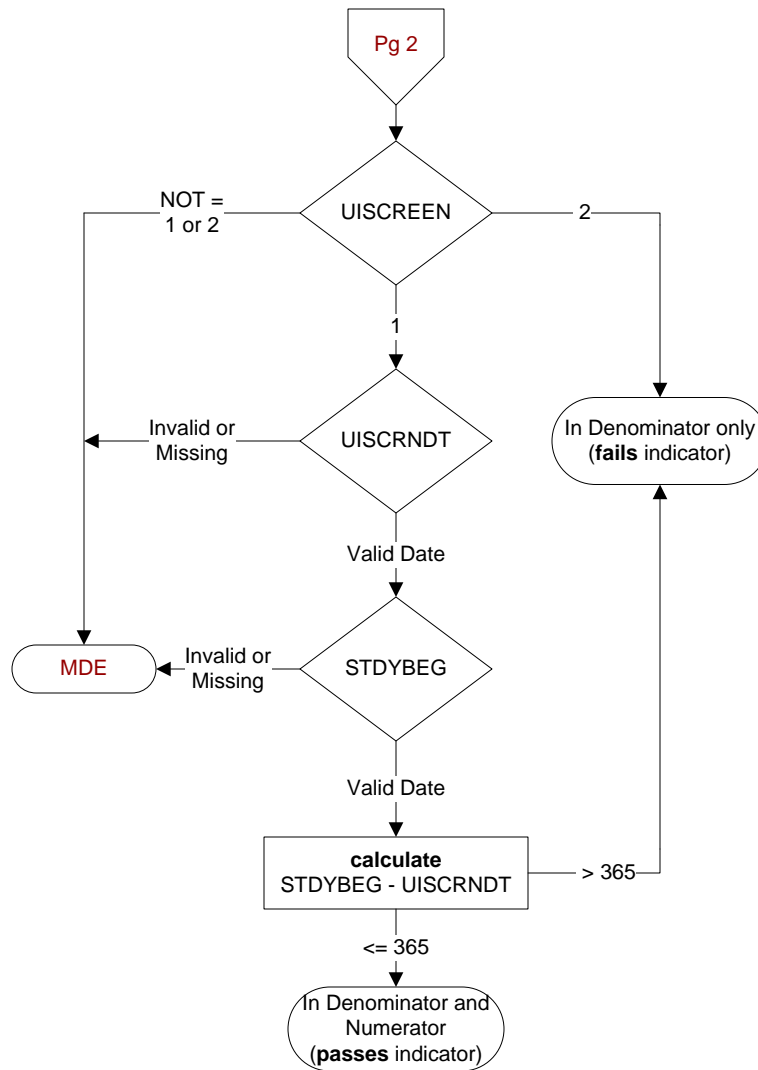 Pg 2
NOT =
1 or 2
UISCREEN
2
1
Invalid or
Missing
UISCRNDT
In Denominator only
(fails indicator)
Valid Date
MDE
Invalid or
Missing
STDYBEG
Valid Date
calculate
STDYBEG - UISCRNDT
> 365
<= 365
In Denominator and
Numerator
(passes indicator)